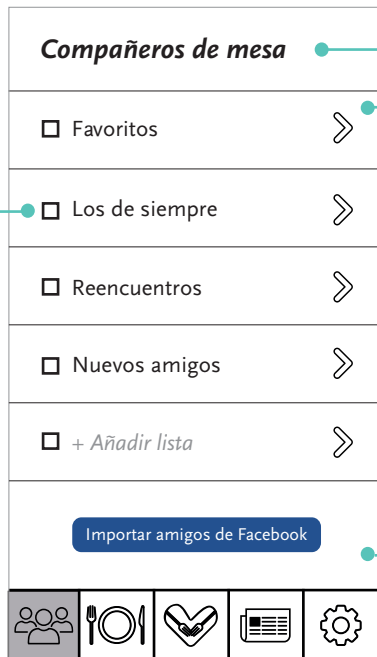 Compañeros de mesa
Favoritos
Los de siempre
Reencuentros
Nuevos amigos
+ Añadir lista
Importar amigos de Facebook